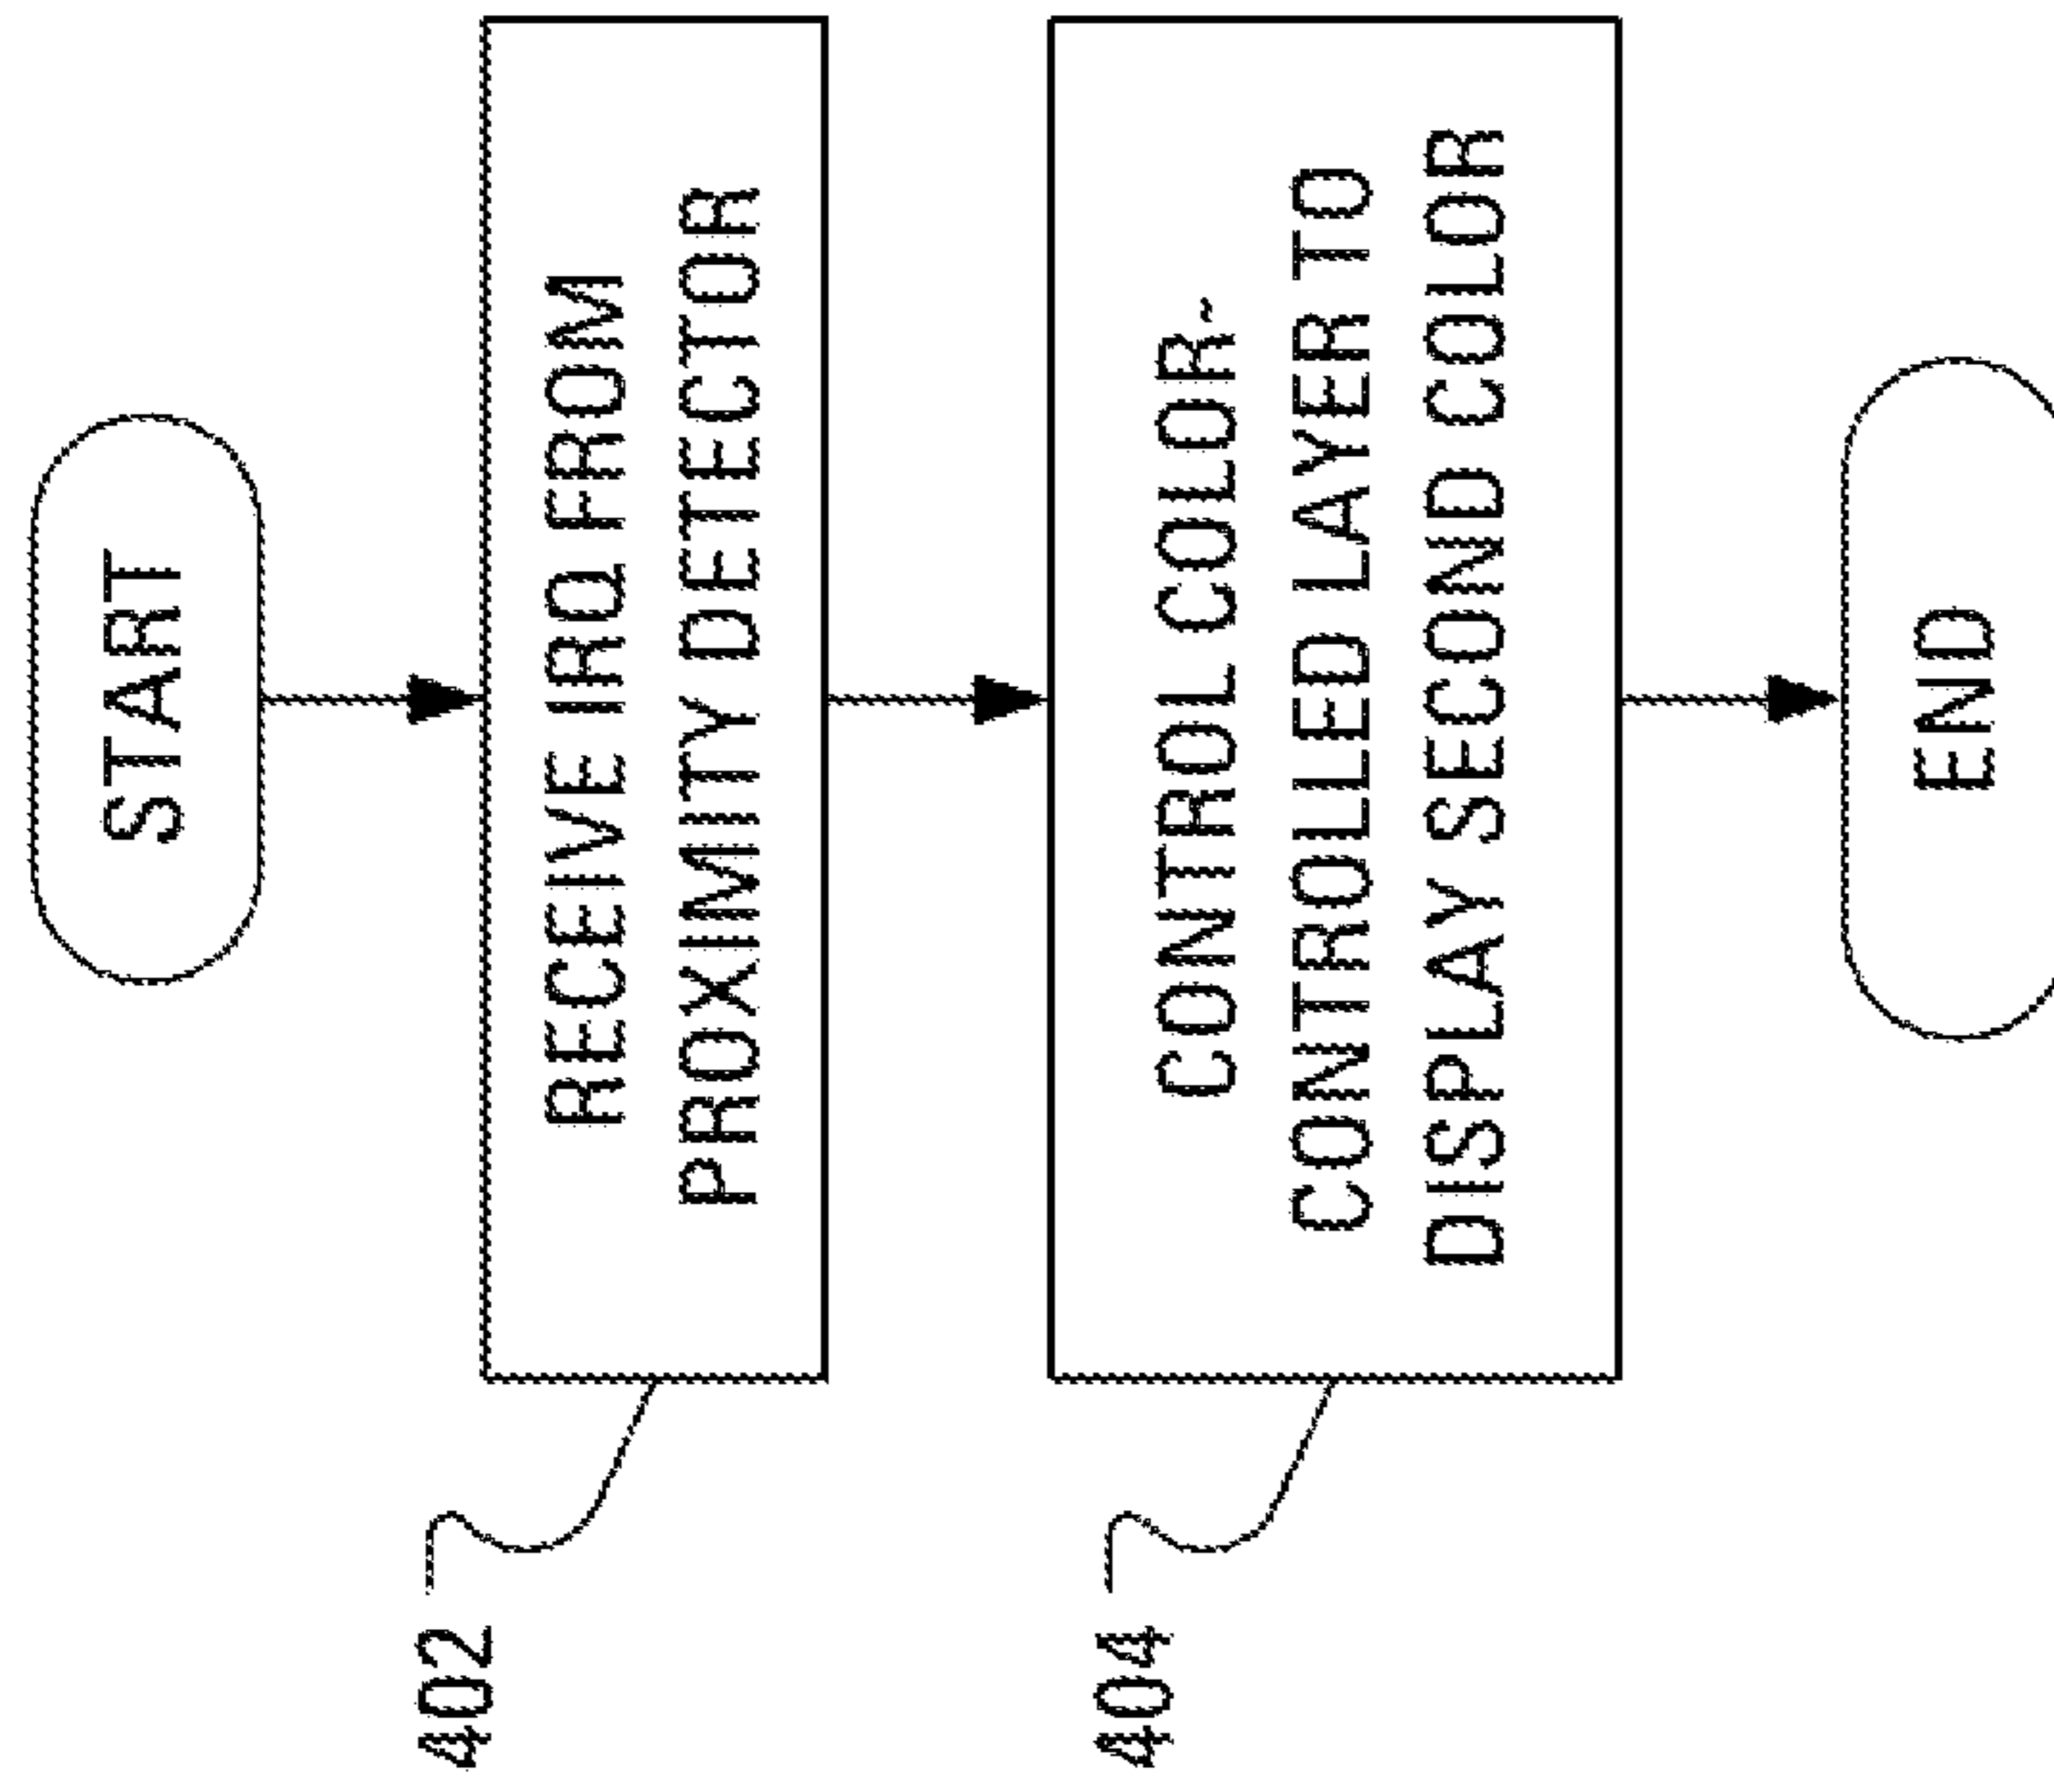 START
402
RECEIVE IRQ FROM
PROXIMITY DETECTOR
404
CONTROL COLOR-
CONTROLLED LAYER TO
DISPLAY SECOND COLOR
END